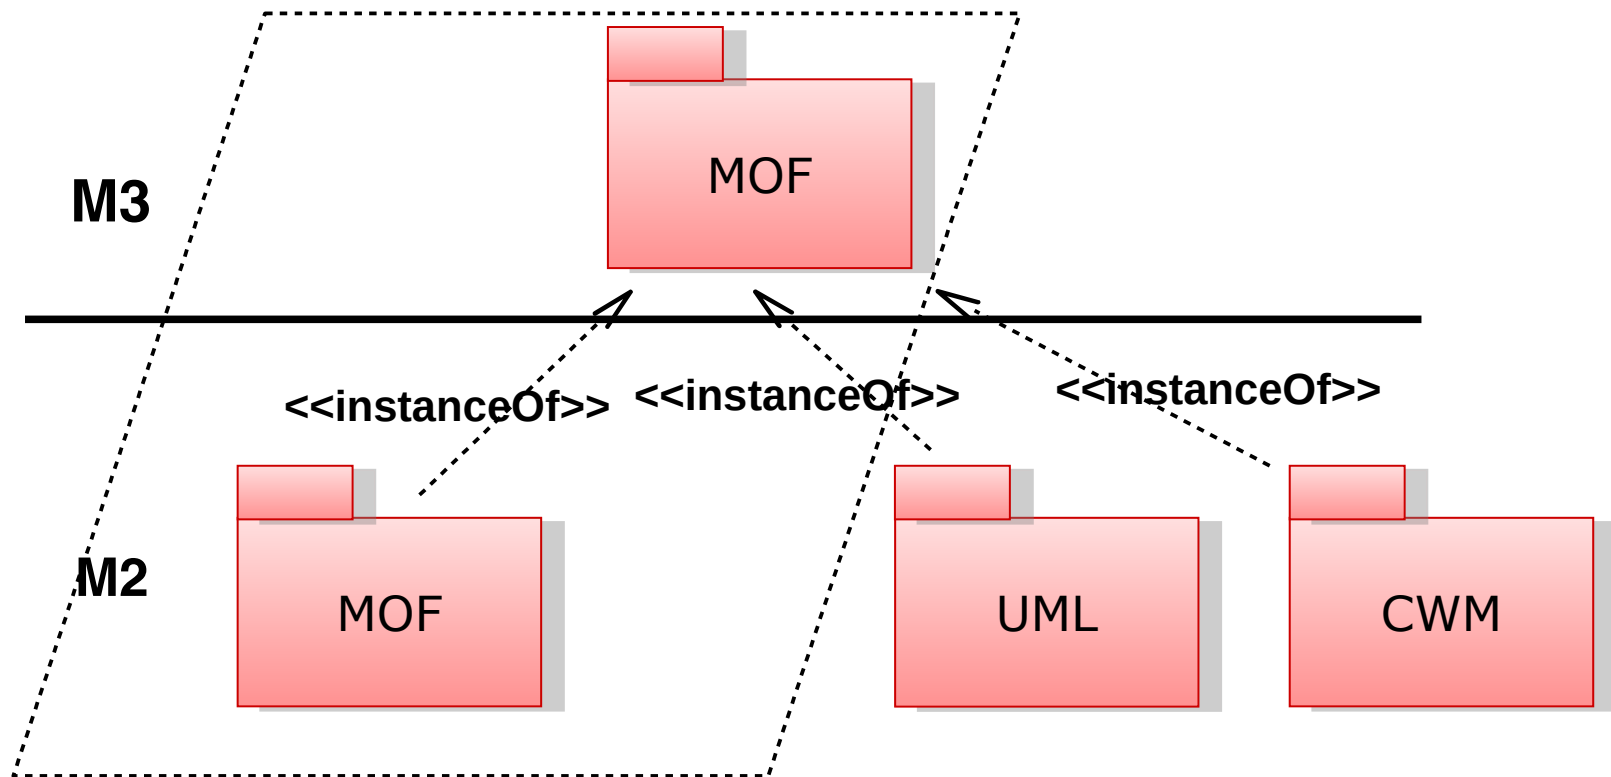 MOF
M3
<<instanceOf>>
<<instanceOf>>
<<instanceOf>>
M2
MOF
UML
CWM